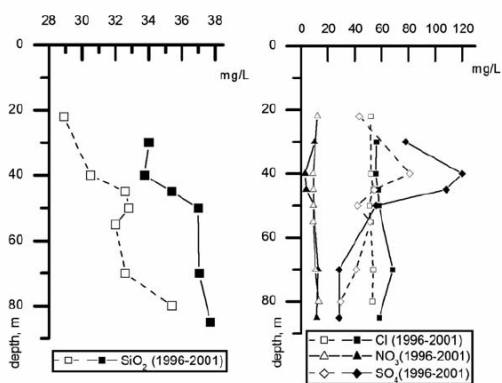 28 30 32 34 36 38
mg/L
0
20
40
60
80
depth, m
SiO₂ (1996-2001)
0 20 40 60 80 100 120
mg/L
0
20
40
60
80
depth, m
Cl (1996-2001)
NO₃(1996-2001)
SO₄(1996-2001)